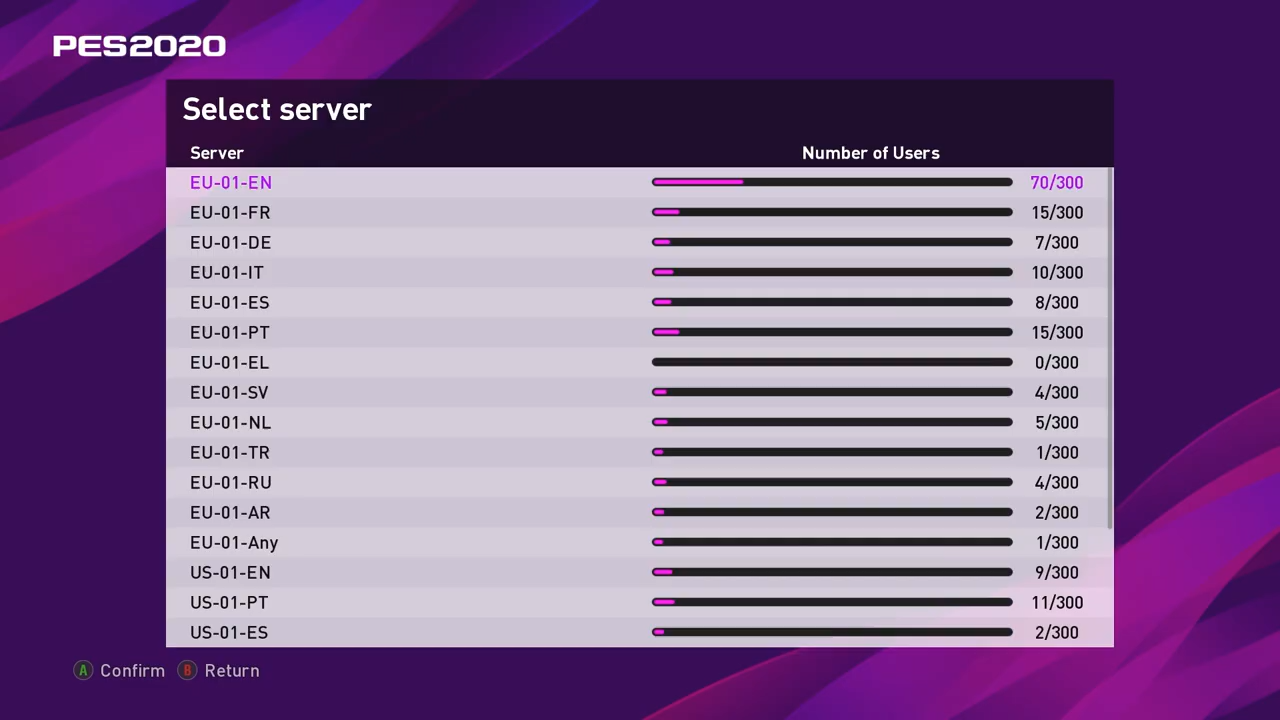 PES2020
Select server
Server Number of Users
EU-01-EN 70/300
EU-01-FR 15/300
EU-01-DE 7/300
EU-01-IT 10/300
EU-01-ES 8/300
EU-01-PT 15/300
EU-01-EL 0/300
EU-01-SV 4/300
EU-01-NL 5/300
EU-01-TR 1/300
EU-01-RU 4/300
EU-01-AR 2/300
EU-01-Any 1/300
US-01-EN 9/300
US-01-PT 11/300
US-01-ES 2/300
A Confirm B Return